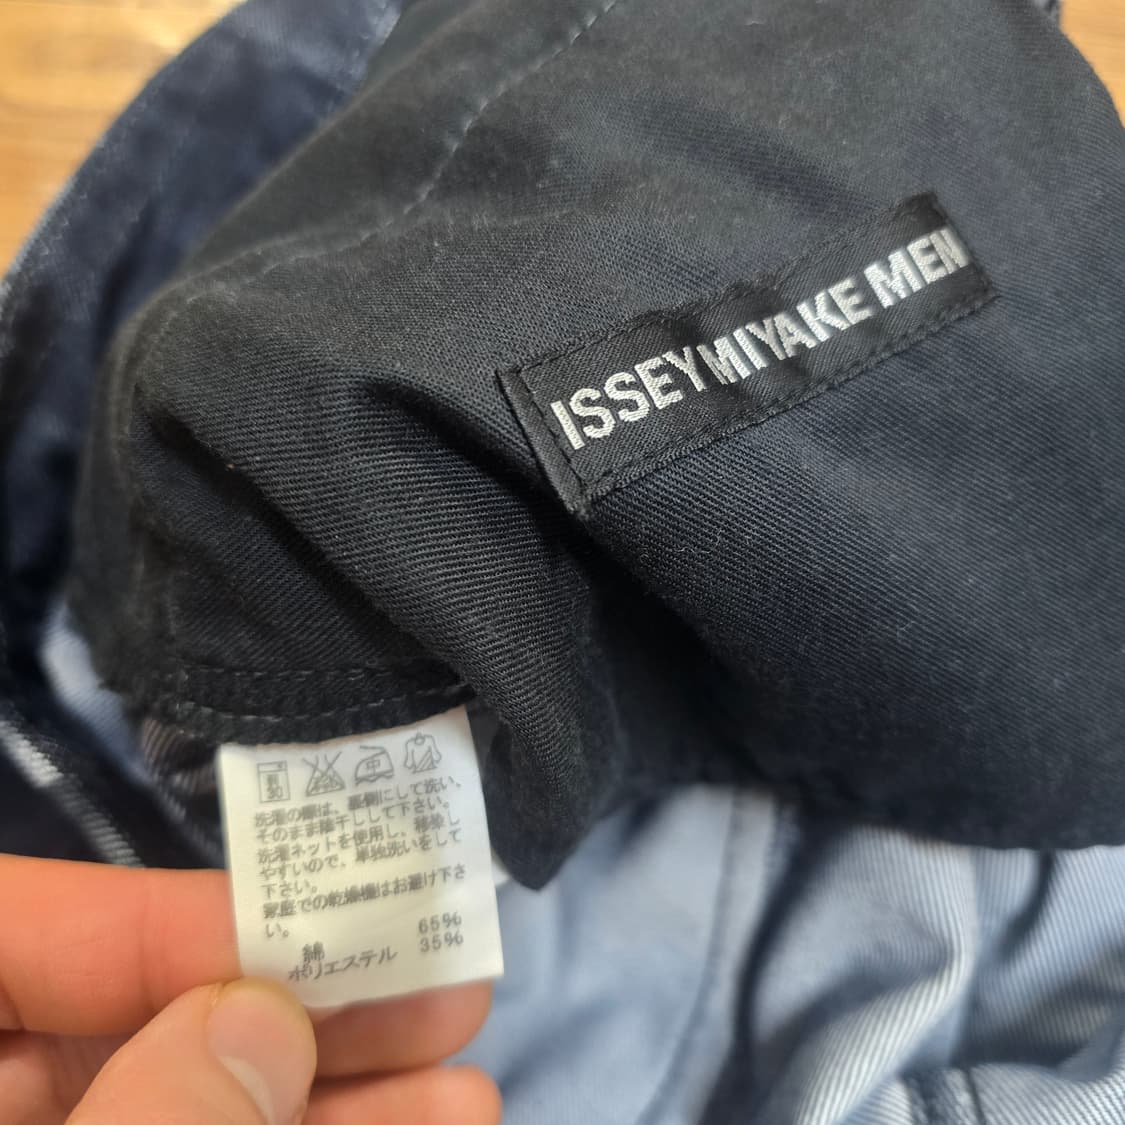 ISSEY MIYAKE MEN
弱
30
中
洗濯の際は、裏側にして洗い、
そのまま陰干しして下さい。
洗濯ネットを使用し、移染し
やすいので、単独洗いをして
下さい。
家庭での乾燥機はお避け下さ
い。
綿 65%
ポリエステル 35%